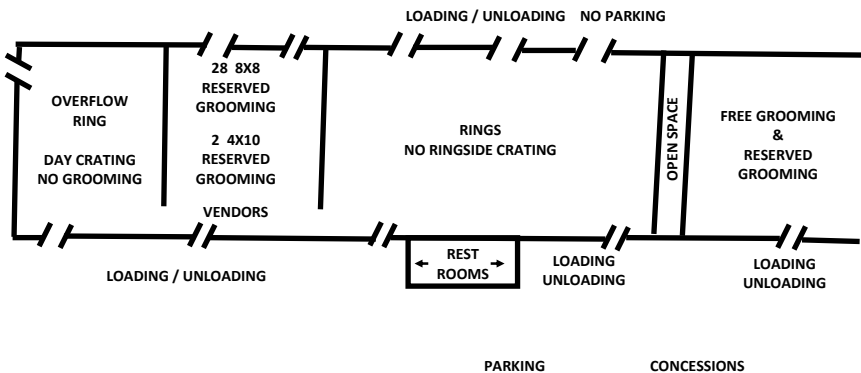 LOADING / UNLOADING NO PARKING
OVERFLOW
RING
DAY CRATING
NO GROOMING
28 8X8
RESERVED
GROOMING
2 4X10
RESERVED
GROOMING
VENDORS
RINGS
NO RINGSIDE CRATING
OPEN SPACE
FREE GROOMING
&
RESERVED
GROOMING
LOADING / UNLOADING
REST
ROOMS
LOADING
UNLOADING
LOADING
UNLOADING
PARKING
CONCESSIONS